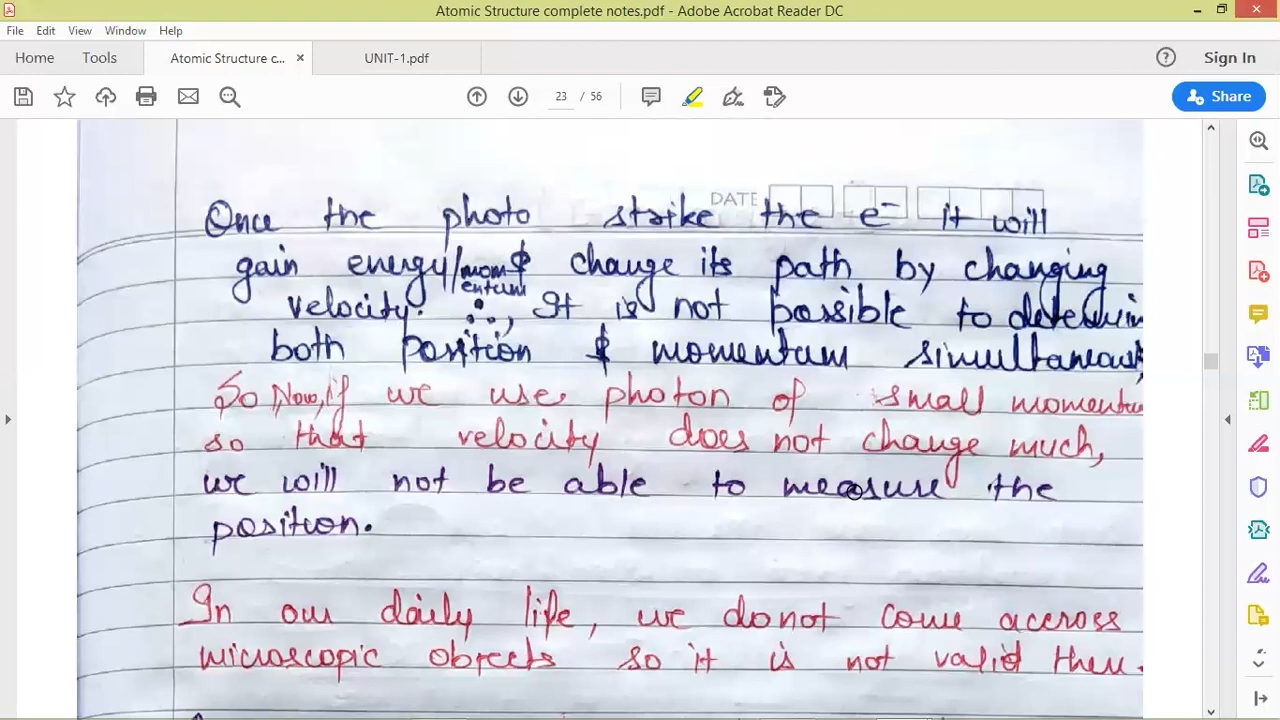 Atomic Structure complete notes.pdf - Adobe Acrobat Reader DC
File Edit View Window Help
Home Tools Atomic Structure c... × UNIT-1.pdf Sign In
23 / 56 Share
DATE
Once the photo strike the e⁻ it will
gain energy/momentum & change its path by changing
velocity. ∴, It is not possible to determin
both position & momentum simultaneous
So Now, if we use photon of small momentu
so that velocity does not change much,
we will not be able to measure the
position.
In our daily life, we do not come accross
microscopic objects so it is not valid there.